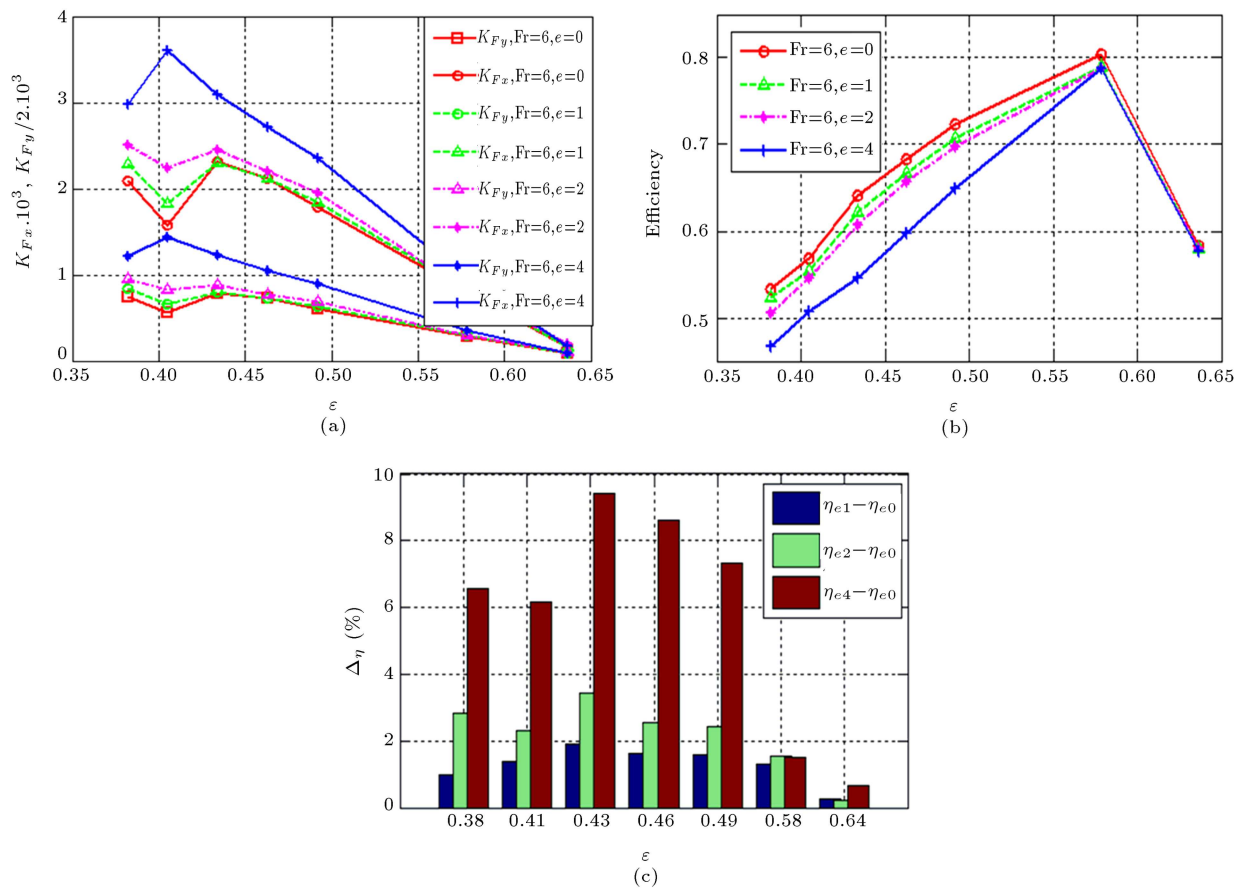 4
3
2
1
0
K_{Fx}.10^3, K_{Fy}/2.10^3
0.35 0.40 0.45 0.50 0.55 0.60 0.65
ε
(a)
K_{Fy},Fr=6,e=0
K_{Fx},Fr=6,e=0
K_{Fy},Fr=6,e=1
K_{Fx},Fr=6,e=1
K_{Fy},Fr=6,e=2
K_{Fx},Fr=6,e=2
K_{Fy},Fr=6,e=4
K_{Fx},Fr=6,e=4
0.8
0.7
0.6
0.5
Efficiency
0.35 0.40 0.45 0.50 0.55 0.60 0.65
ε
(b)
Fr=6,e=0
Fr=6,e=1
Fr=6,e=2
Fr=6,e=4
10
8
6
4
2
0
Δ_η (%)
0.38 0.41 0.43 0.46 0.49 0.58 0.64
ε
(c)
η_{e1}−η_{e0}
η_{e2}−η_{e0}
η_{e4}−η_{e0}